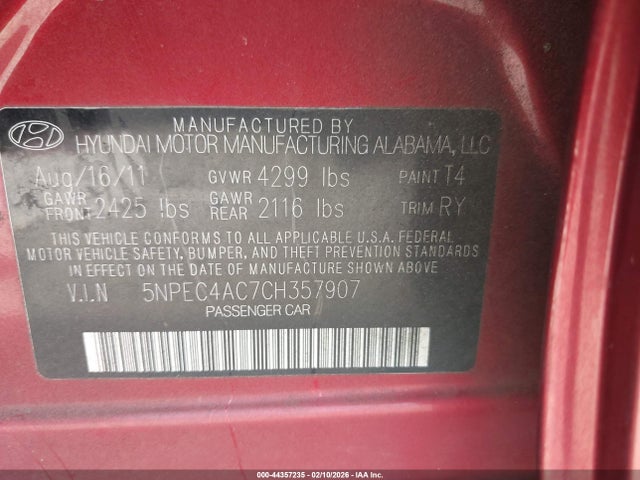 MANUFACTURED BY
HYUNDAI MOTOR MANUFACTURING ALABAMA, LLC
Aug/16/11 GVWR 4299 lbs PAINT T4
GAWR FRONT 2425 lbs GAWR REAR 2116 lbs TRIM RY
THIS VEHICLE CONFORMS TO ALL APPLICABLE U.S.A. FEDERAL
MOTOR VEHICLE SAFETY, BUMPER, AND THEFT PREVENTION STANDARDS
IN EFFECT ON THE DATE OF MANUFACTURE SHOWN ABOVE
V.I.N 5NPEC4AC7CH357907
PASSENGER CAR
000-44357235 - 02/10/2026 - IAA Inc.